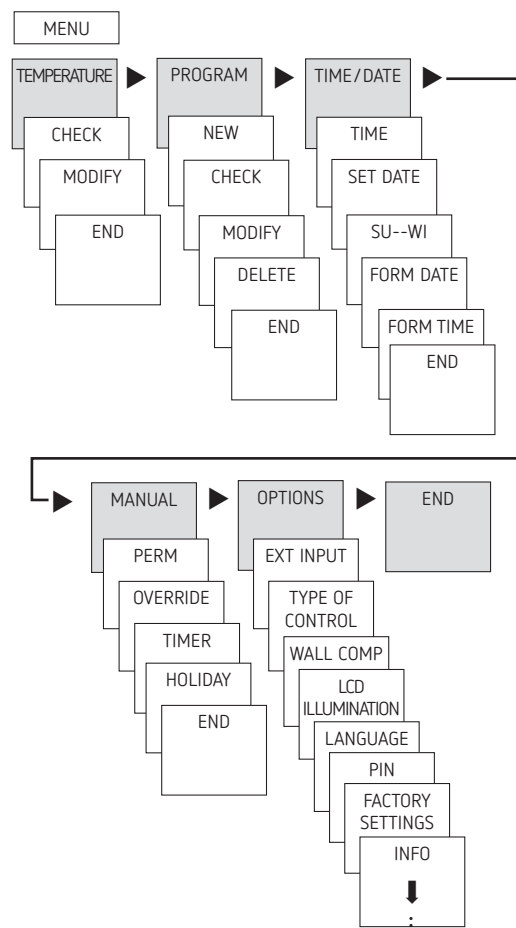 MENU
TEMPERATURE
CHECK
MODIFY
END
PROGRAM
NEW
CHECK
MODIFY
DELETE
END
TIME/DATE
TIME
SET DATE
SU--WI
FORM DATE
FORM TIME
END
MANUAL
PERM
OVERRIDE
TIMER
HOLIDAY
END
OPTIONS
EXT INPUT
TYPE OF
CONTROL
WALL COMP
LCD
ILLUMINATION
LANGUAGE
PIN
FACTORY
SETTINGS
INFO
END